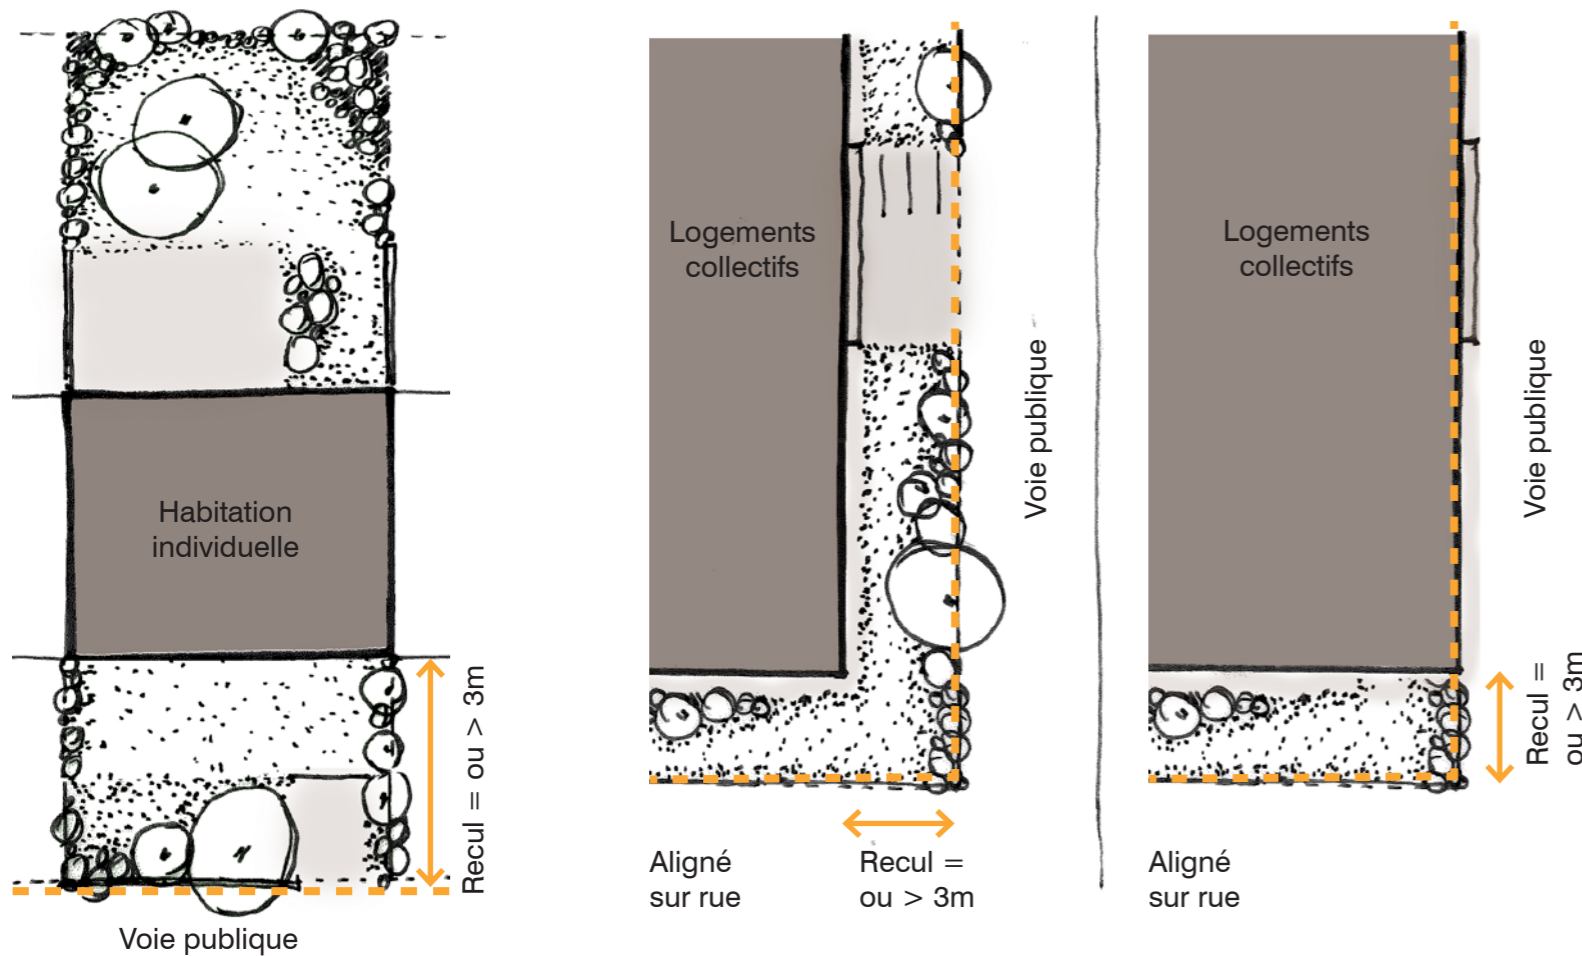 Habitation
individuelle
Recul = ou > 3m
Voie publique
Logements
collectifs
Voie publique
Aligné
sur rue
Recul =
ou > 3m
Logements
collectifs
Voie publique
Recul =
ou > 3m
Aligné
sur rue